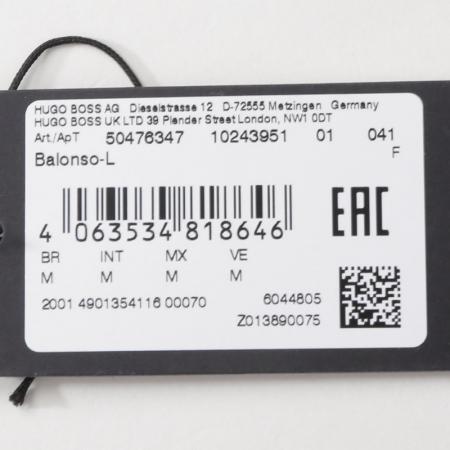 HUGO BOSS AG Dieselstrasse 12 D-72555 Metzingen Germany
HUGO BOSS UK LTD 39 Plender Street London, NW1 0DT
Art./АрТ 50476347 10243951 01 041
Balonso-L F
4 063534 818646
EAC
BR INT MX VE
M M M M
2001 4901354116 00070 6044805
Z013890075